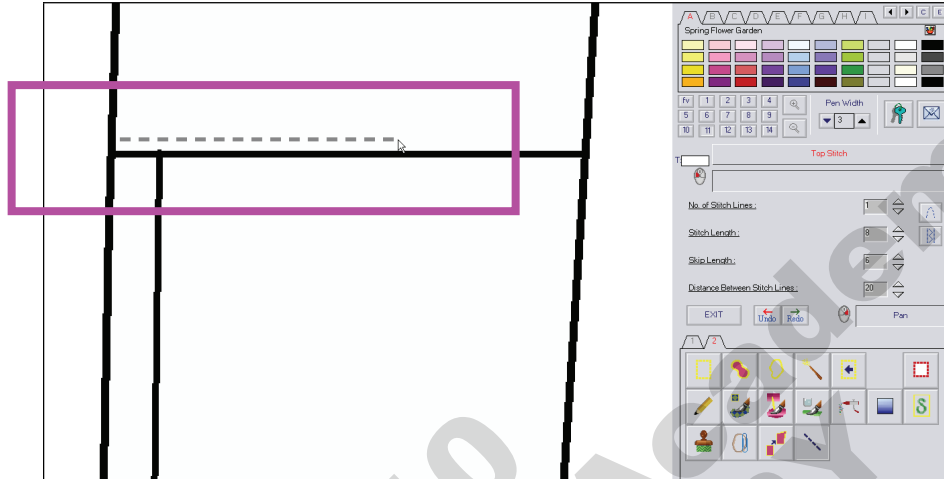 A B C D E F G H I C E
Spring Flower Garden
Fv 1 2 3 4
5 6 7 8 9
10 11 12 13 14
Pen Width
3
T:
Top Stitch
No. of Stitch Lines : 1
Stitch Length : 8
Skip Length : 6
Distance Between Stitch Lines : 20
EXIT Undo Redo Pan
1 2